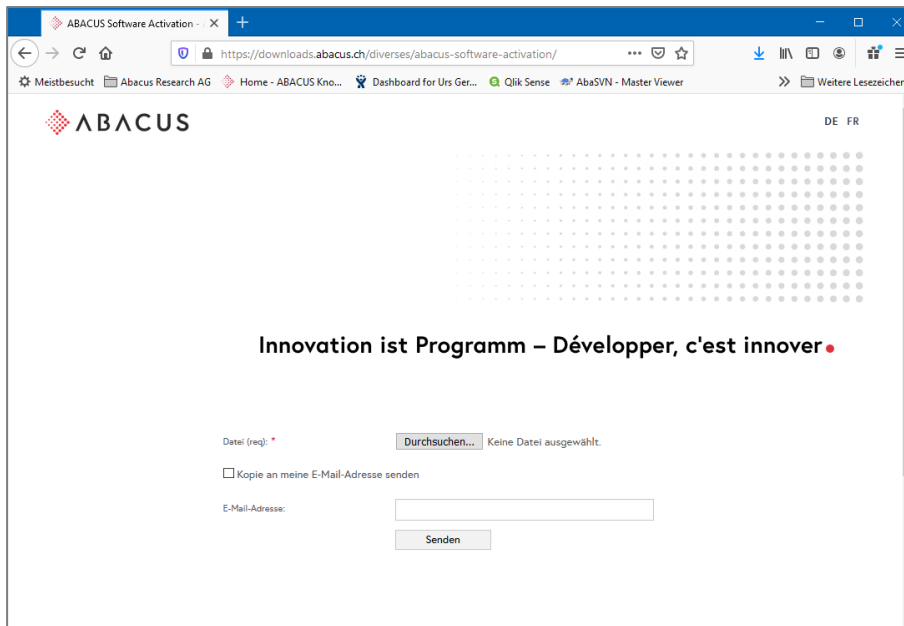 ABACUS Software Activation -
https://downloads.abacus.ch/diverses/abacus-software-activation/
Meistbesucht Abacus Research AG Home - ABACUS Kno... Dashboard for Urs Ger... Qlik Sense AbaSVN - Master Viewer Weitere Lesezeichen
ABACUS DE FR
Innovation ist Programm – Développer, c'est innover
Datei (req): * Durchsuchen... Keine Datei ausgewählt.
Kopie an meine E-Mail-Adresse senden
E-Mail-Adresse:
Senden